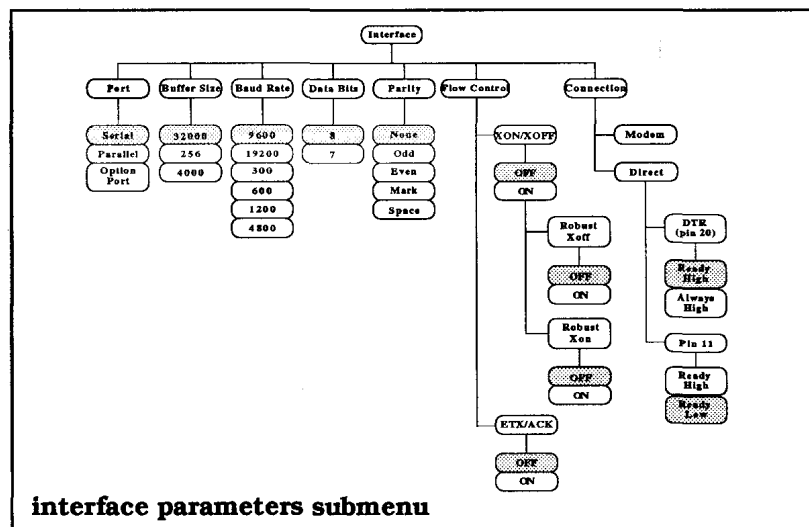 Interface
Port
Buffer Size
Baud Rate
Data Bits
Parity
Flow Control
Connection
Serial
Parallel
Option
Port
32000
256
4000
9600
19200
300
600
1200
4800
8
7
None
Odd
Even
Mark
Space
XON/XOFF
OFF
ON
Robust
Xoff
OFF
ON
Robust
Xon
OFF
ON
ETX/ACK
OFF
ON
Modem
Direct
DTR
(pin 20)
Ready
High
Always
High
Pin 11
Ready
High
Ready
Low
interface parameters submenu